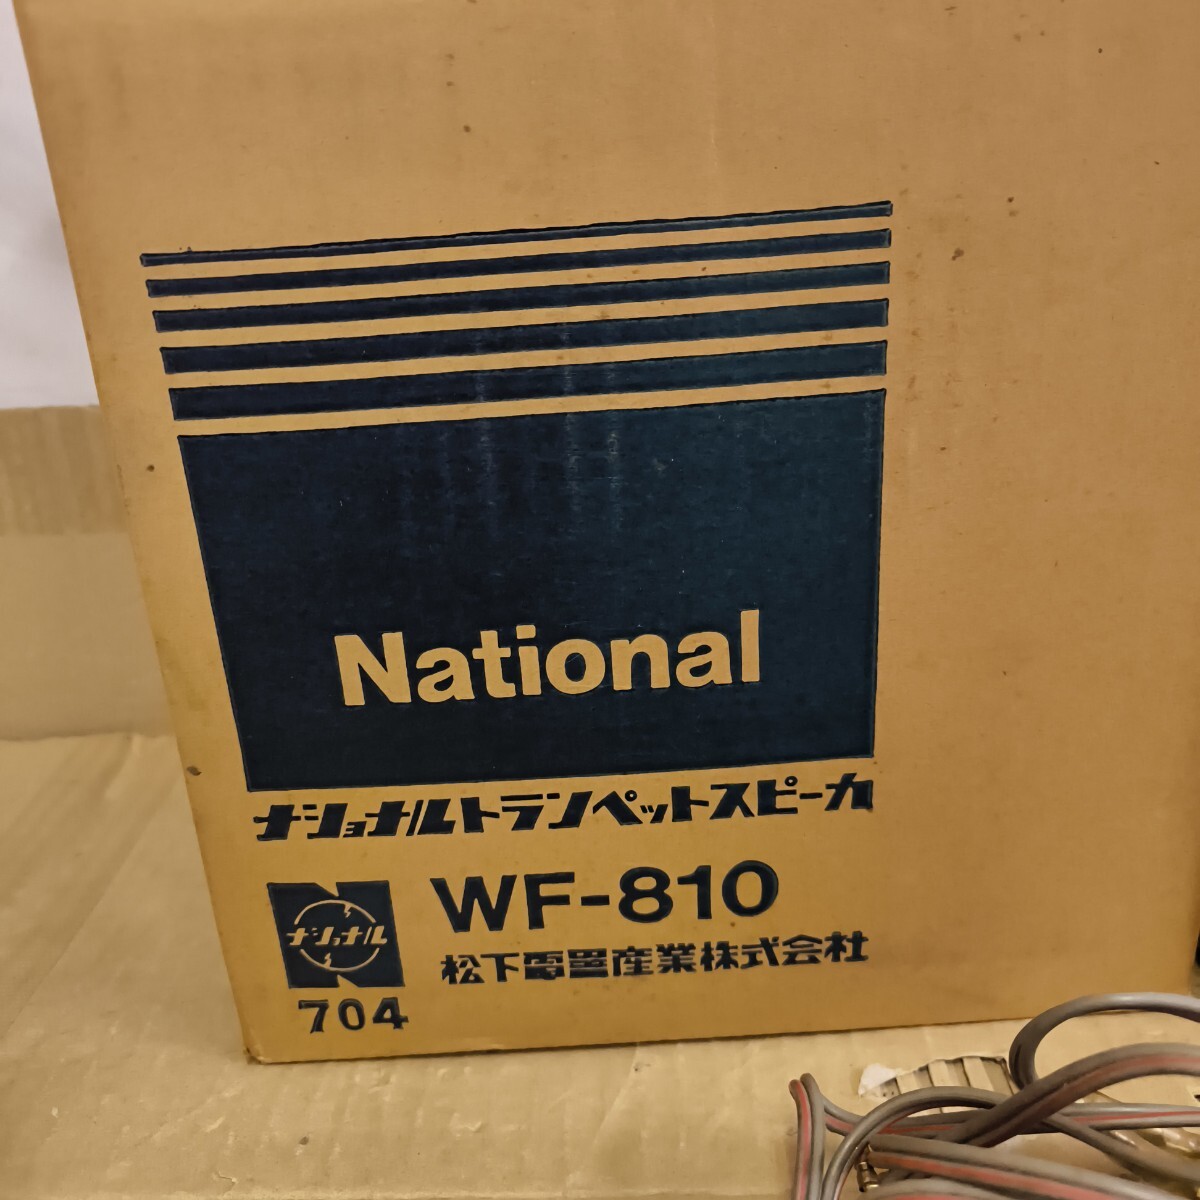 National
ナショナルトランペットスピーカ
WF-810
ナショナル
松下電器産業株式会社
704